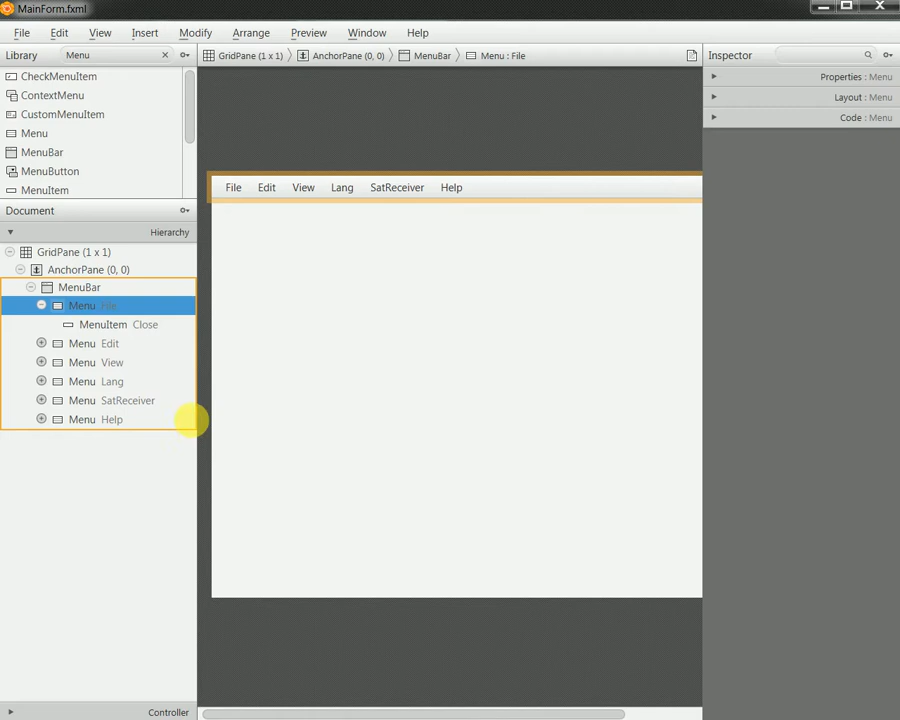 MainForm.fxml
File Edit View Insert Modify Arrange Preview Window Help
Library Menu
CheckMenuItem
ContextMenu
CustomMenuItem
Menu
MenuBar
MenuButton
MenuItem
Document
Hierarchy
GridPane (1 x 1)
AnchorPane (0, 0)
MenuBar
Menu File
MenuItem Close
Menu Edit
Menu View
Menu Lang
Menu SatReceiver
Menu Help
Controller
GridPane (1 x 1) AnchorPane (0, 0) MenuBar Menu : File
File Edit View Lang SatReceiver Help
Inspector
Properties : Menu
Layout : Menu
Code : Menu